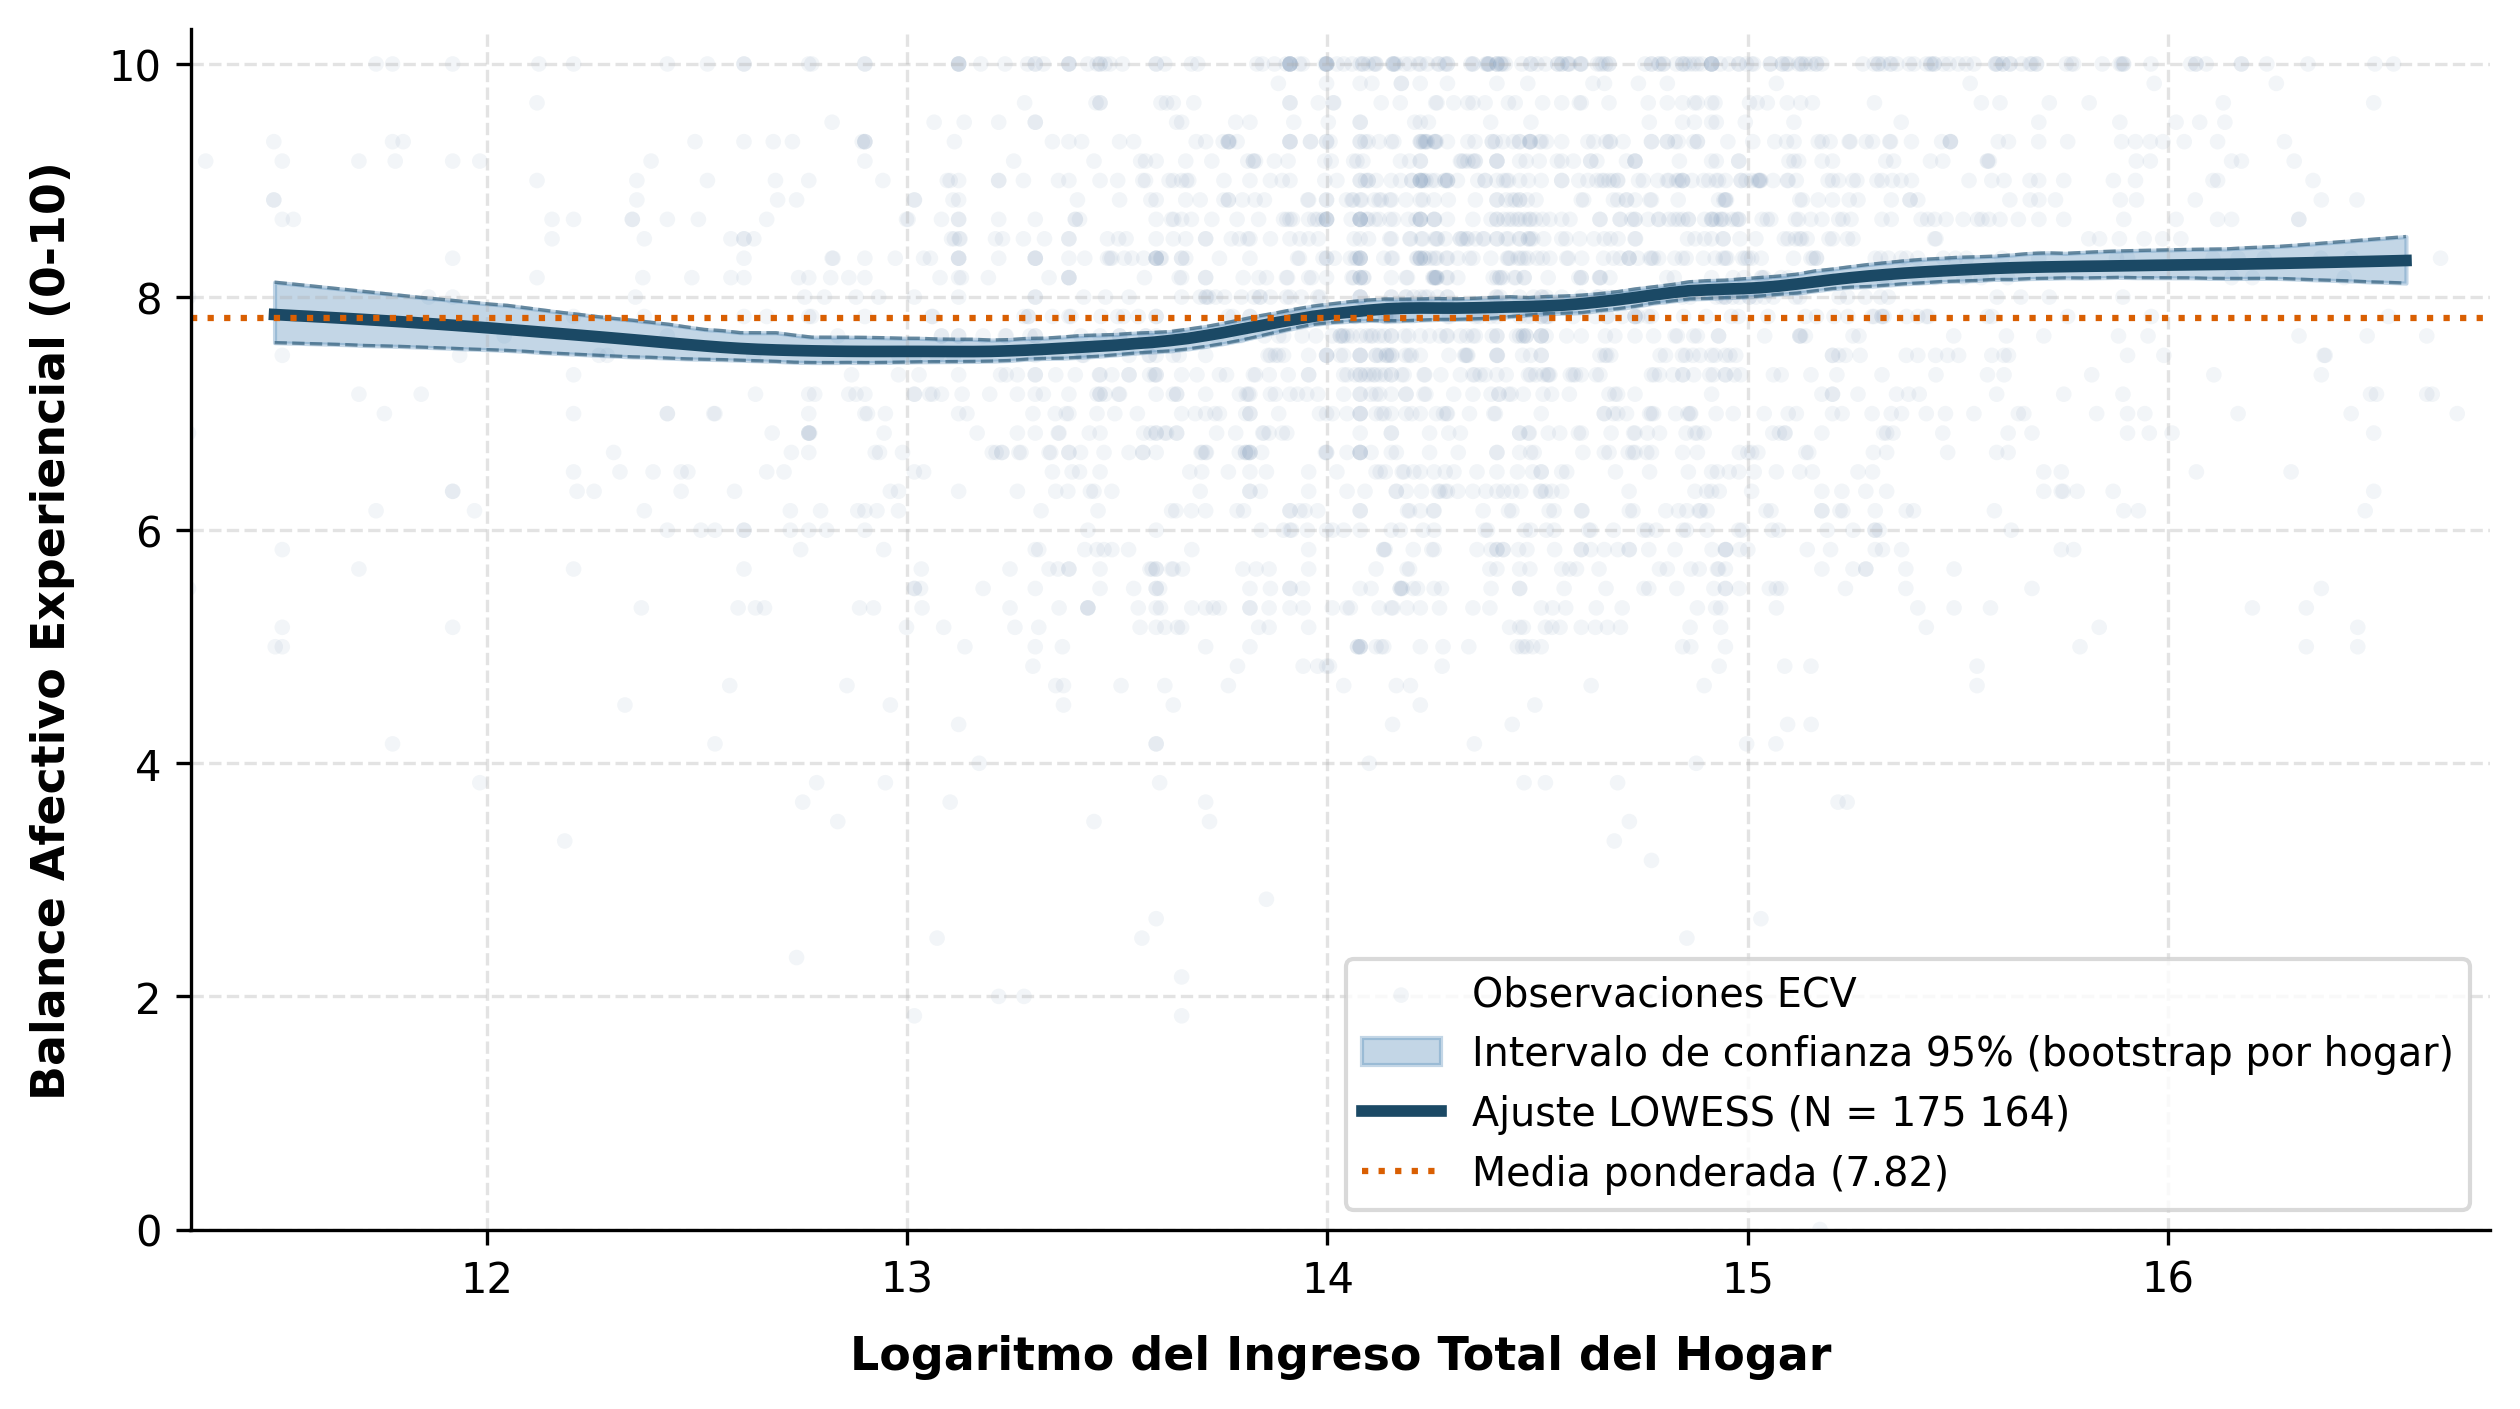 Balance Afectivo Experiencial (0-10)
10
8
6
4
2
0
Observaciones ECV
Intervalo de confianza 95% (bootstrap por hogar)
Ajuste LOWESS (N = 175 164)
Media ponderada (7.82)
12
13
14
15
16
Logaritmo del Ingreso Total del Hogar